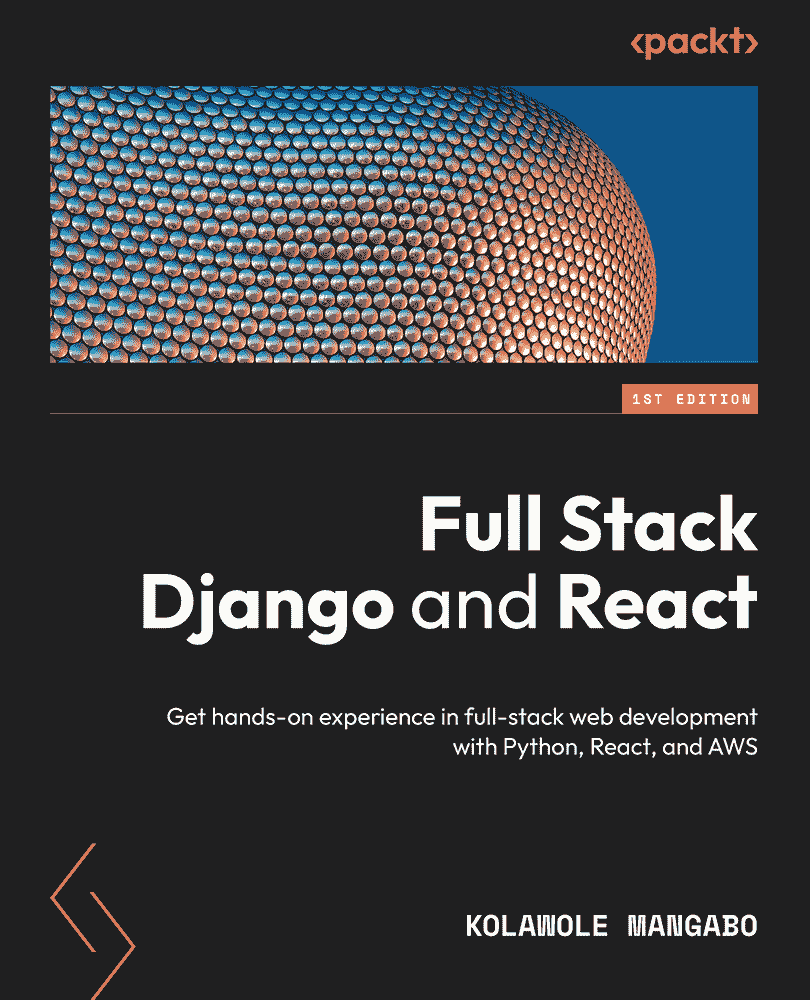 <packt>
1ST EDITION
Full Stack
Django and React
Get hands-on experience in full-stack web development
with Python, React, and AWS
KOLAWOLE MANGABO